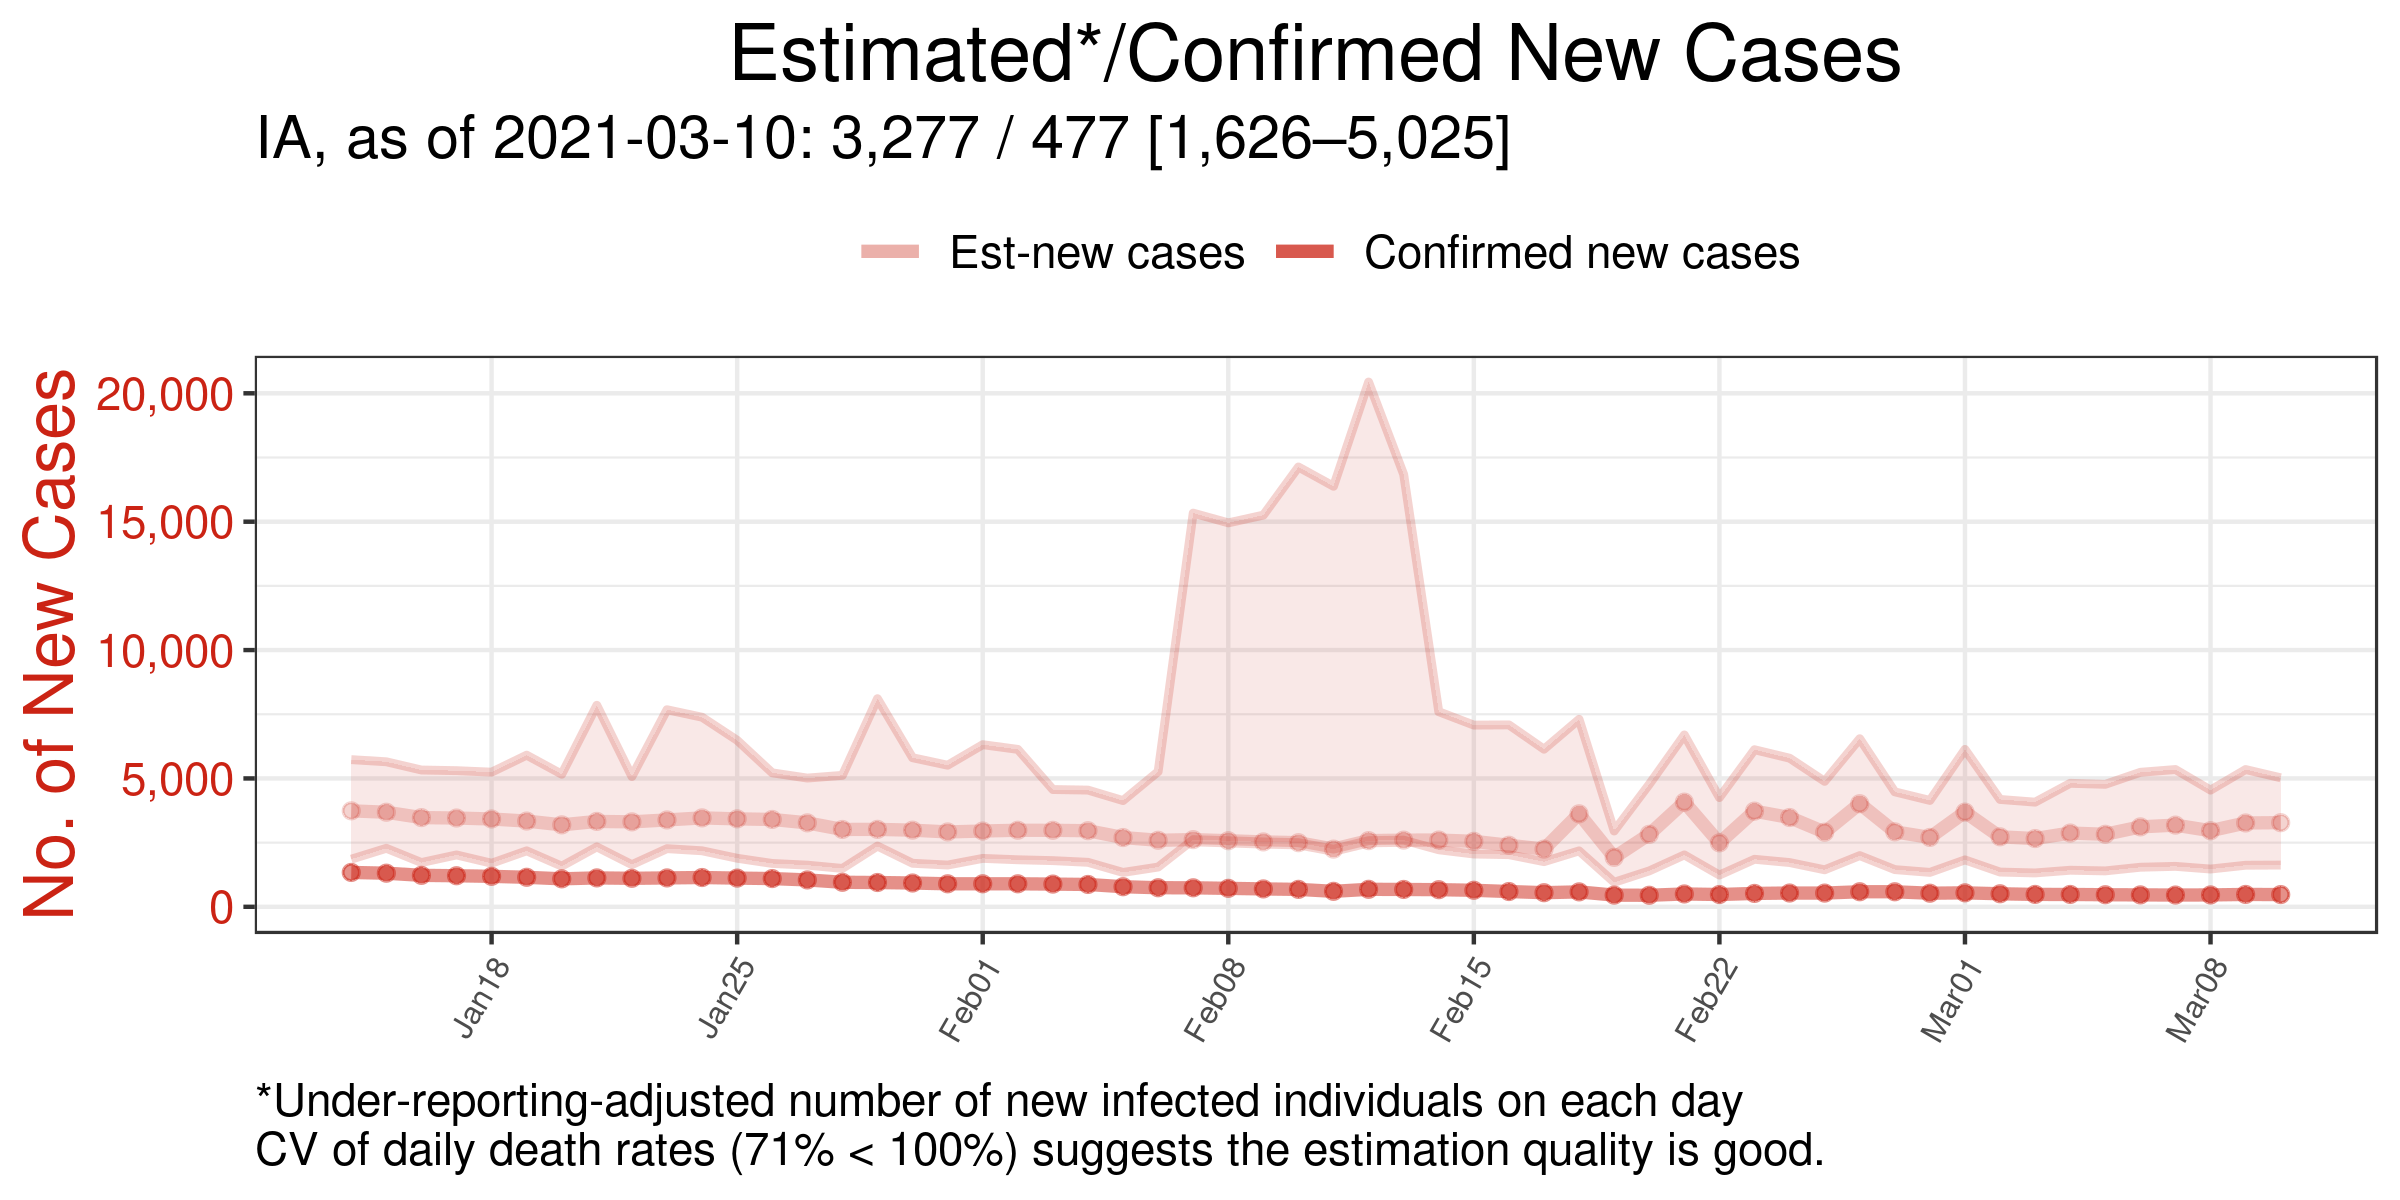 Estimated*/Confirmed New Cases
IA, as of 2021-03-10: 3,277 / 477 [1,626–5,025]
Est-new cases
Confirmed new cases
No. of New Cases
20,000
15,000
10,000
5,000
0
Jan18
Jan25
Feb01
Feb08
Feb15
Feb22
Mar01
Mar08
*Under-reporting-adjusted number of new infected individuals on each day
CV of daily death rates (71% < 100%) suggests the estimation quality is good.